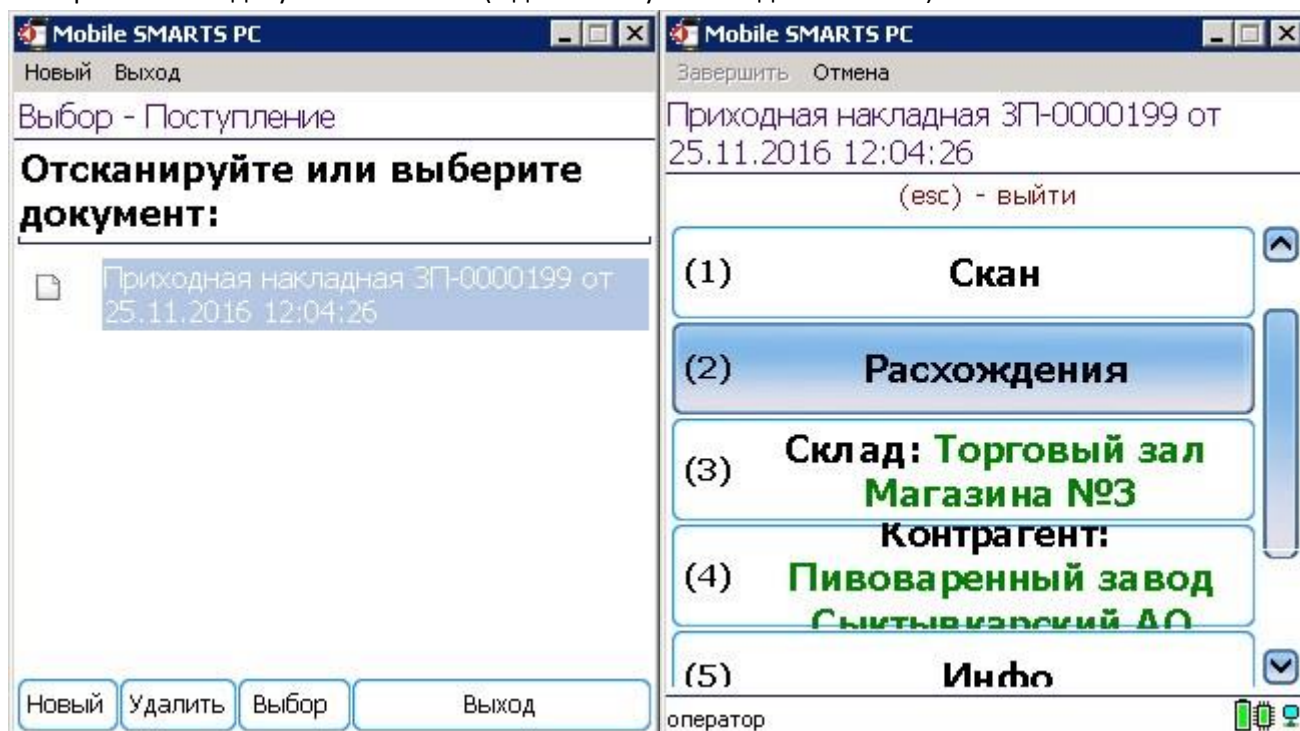 Mobile SMARTS PC
Новый Выход
Выбор - Поступление
Отсканируйте или выберите
документ:
Приходная накладная ЗП-0000199 от
25.11.2016 12:04:26
Новый Удалить Выбор Выход
Mobile SMARTS PC
Завершить Отмена
Приходная накладная ЗП-0000199 от
25.11.2016 12:04:26
(esc) - выйти
(1) Скан
(2) Расхождения
(3) Склад: Торговый зал
Магазина №3
Контрагент:
(4) Пивоваренный завод
Сыктывкарский АО
(5) Инфо
оператор